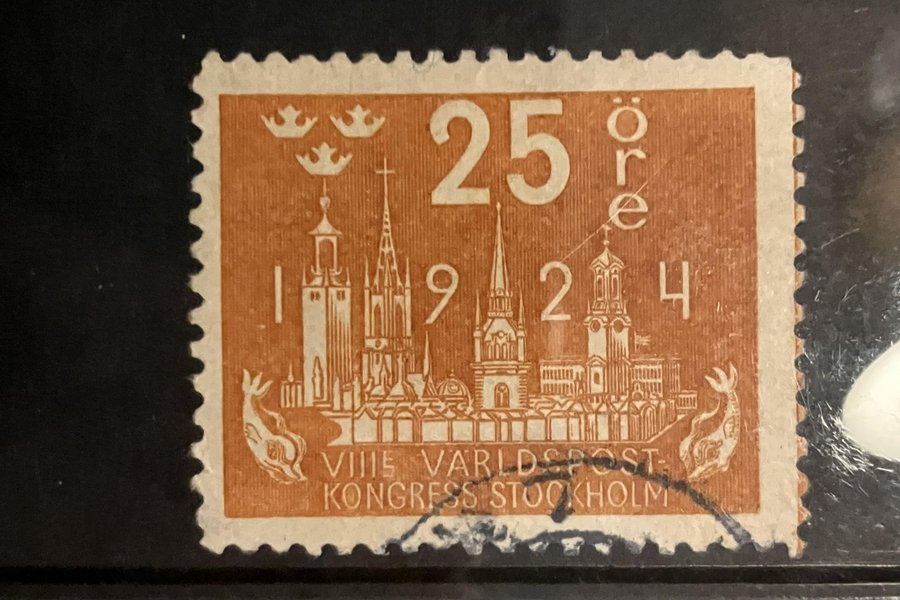 25 öre
1924
VIIIE VÄRLDSPOST-
KONGRESS STOCKHOLM